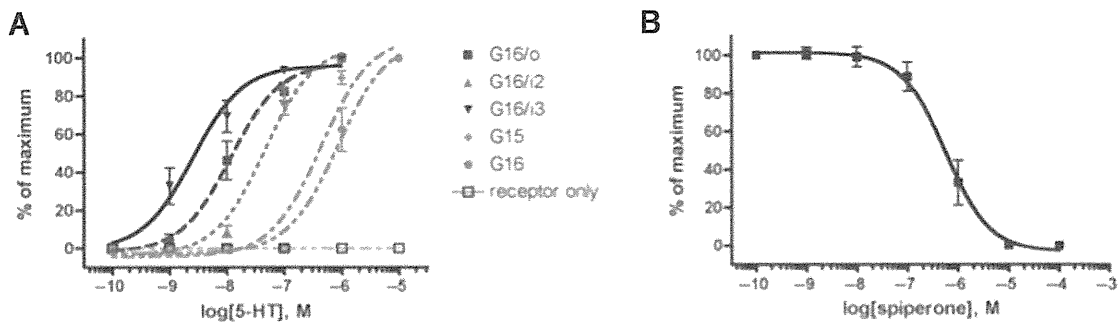 A
% of maximum
100
80
60
40
20
0
−10
−9
−8
−7
−6
−5
log[5-HT], M
G16/o
G16/i2
G16/i3
G15
G16
receptor only
B
% of maximum
100
80
60
40
20
0
−10
−9
−8
−7
−6
−5
−4
−3
log[spiperone], M